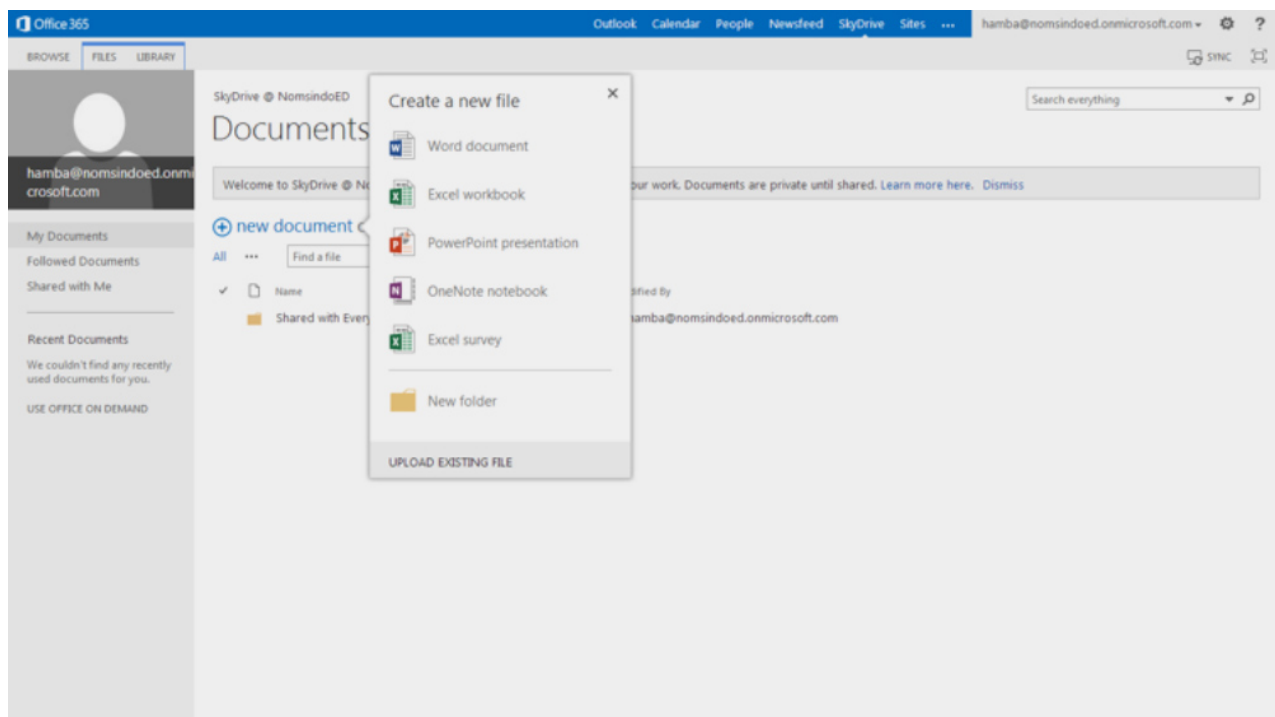 Office 365
Outlook Calendar People Newsfeed SkyDrive Sites ••• hamba@nomsindoed.onmicrosoft.com ?
BROWSE FILES LIBRARY
SYNC
hamba@nomsindoed.onmi
crosoft.com
My Documents
Followed Documents
Shared with Me
Recent Documents
We couldn't find any recently
used documents for you.
USE OFFICE ON DEMAND
SkyDrive @ NomsindoED
Documents
Search everything
Welcome to SkyDrive @ our work. Documents are private until shared. Learn more here. Dismiss
new document
All ••• Find a file
Name
Shared with hamba@nomsindoed.onmicrosoft.com
Create a new file
Word document
Excel workbook
PowerPoint presentation
OneNote notebook
Excel survey
New folder
UPLOAD EXISTING FILE